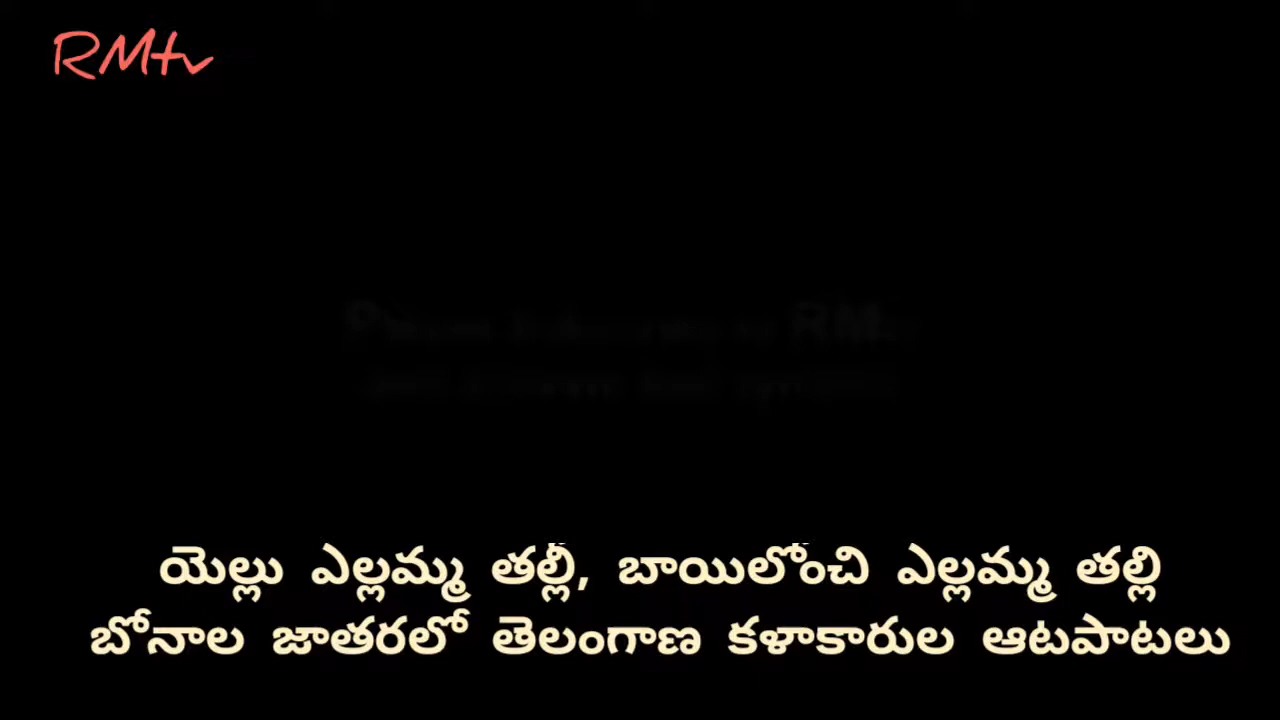 RMtv
యెల్లు ఎల్లమ్మ తల్లీ, బాయిలోంచి ఎల్లమ్మ తల్లి
బోనాల జాతరలో తెలంగాణ కళాకారుల ఆటపాటలు